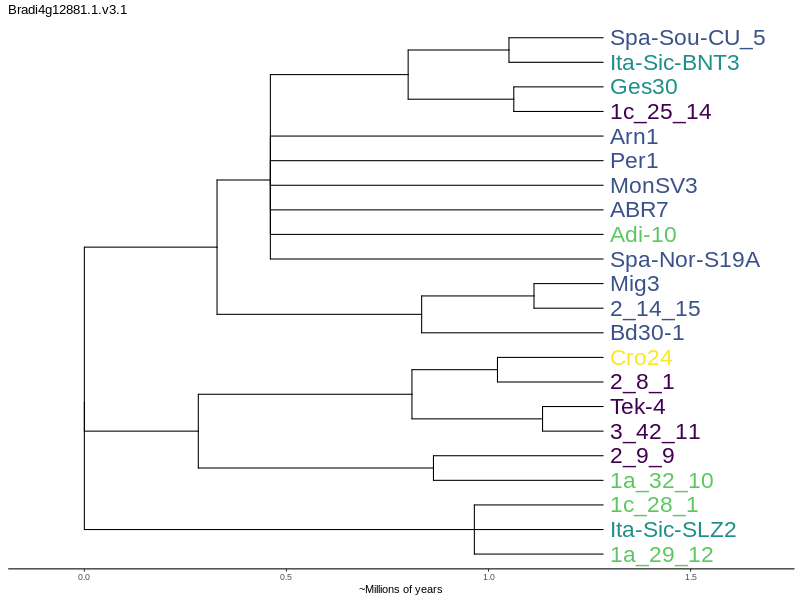 Bradi4g12881.1.v3.1
Spa-Sou-CU_5
Ita-Sic-BNT3
Ges30
1c_25_14
Arn1
Per1
MonSV3
ABR7
Adi-10
Spa-Nor-S19A
Mig3
2_14_15
Bd30-1
Cro24
2_8_1
Tek-4
3_42_11
2_9_9
1a_32_10
1c_28_1
Ita-Sic-SLZ2
1a_29_12
0.0 0.5 1.0 1.5
~Millions of years